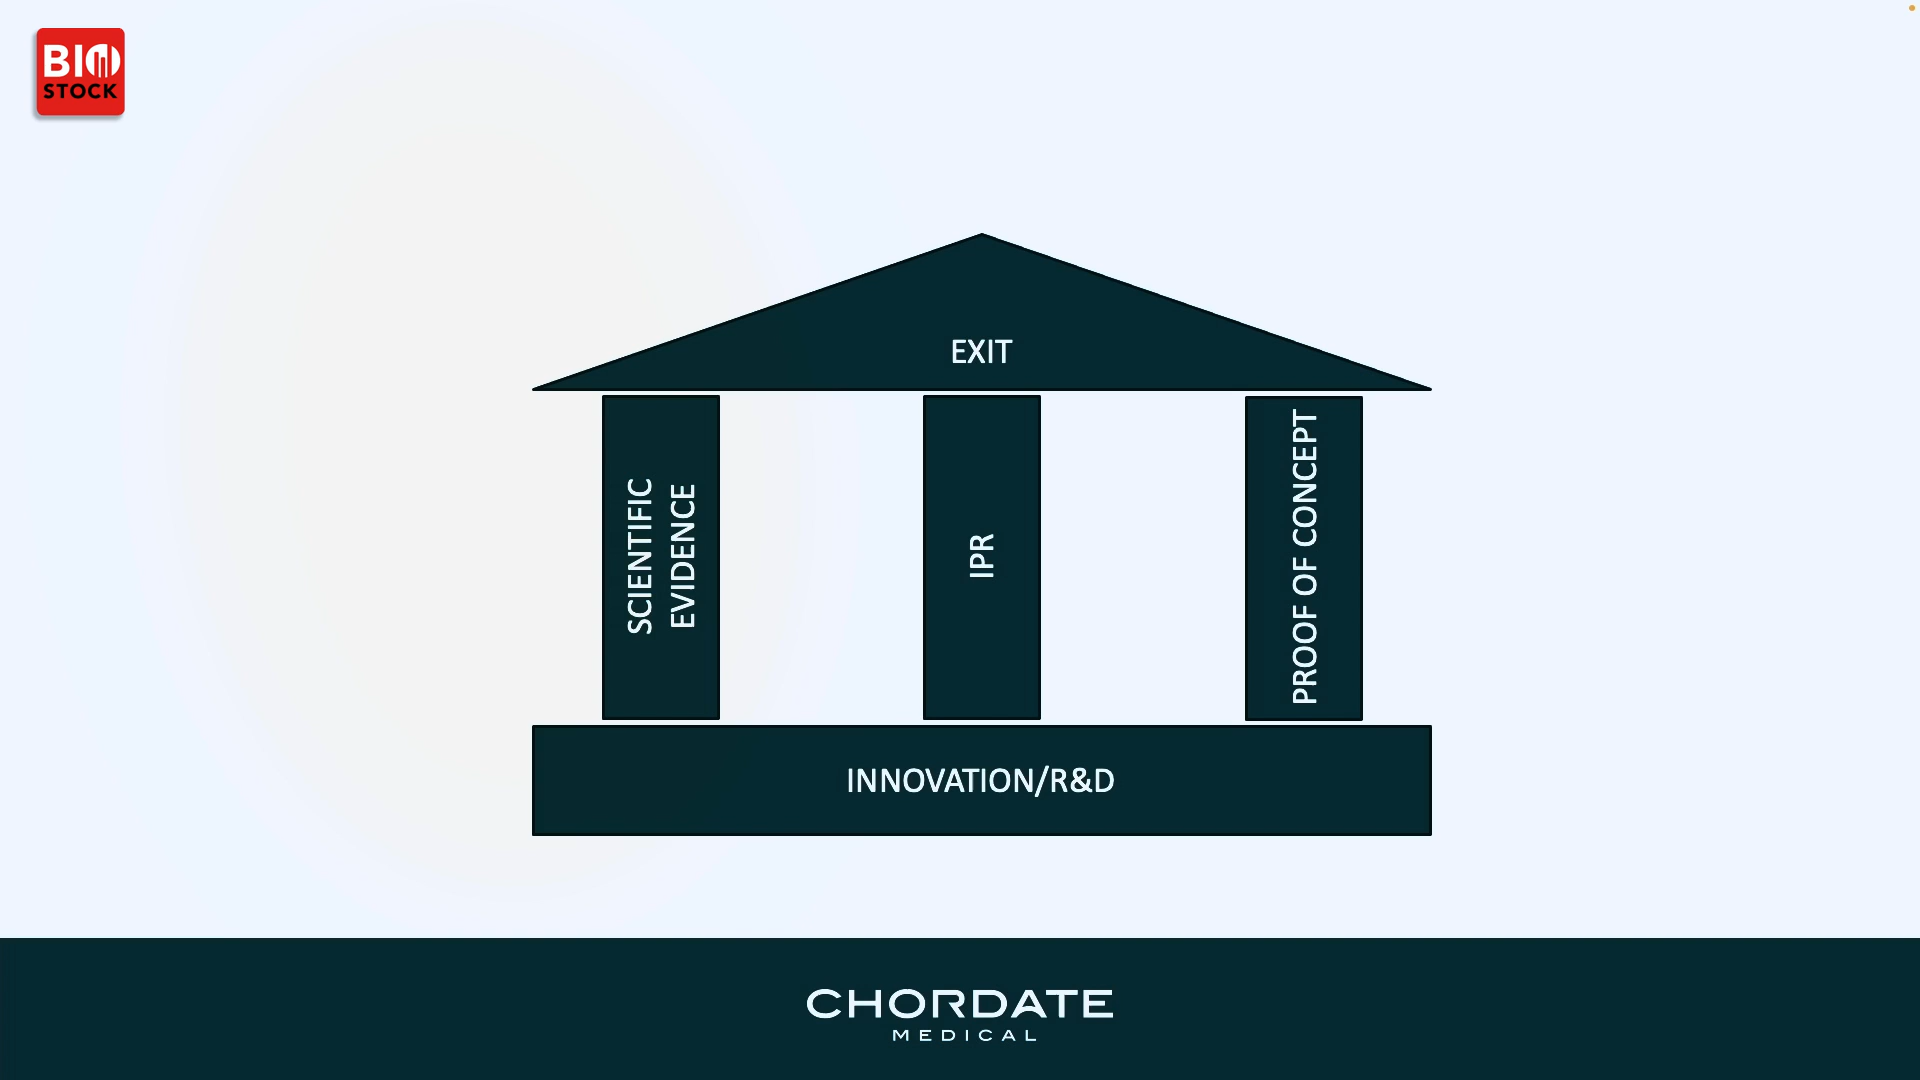 BIO
STOCK
EXIT
SCIENTIFIC
EVIDENCE
IPR
PROOF OF CONCEPT
INNOVATION/R&D
CHORDATE
MEDICAL